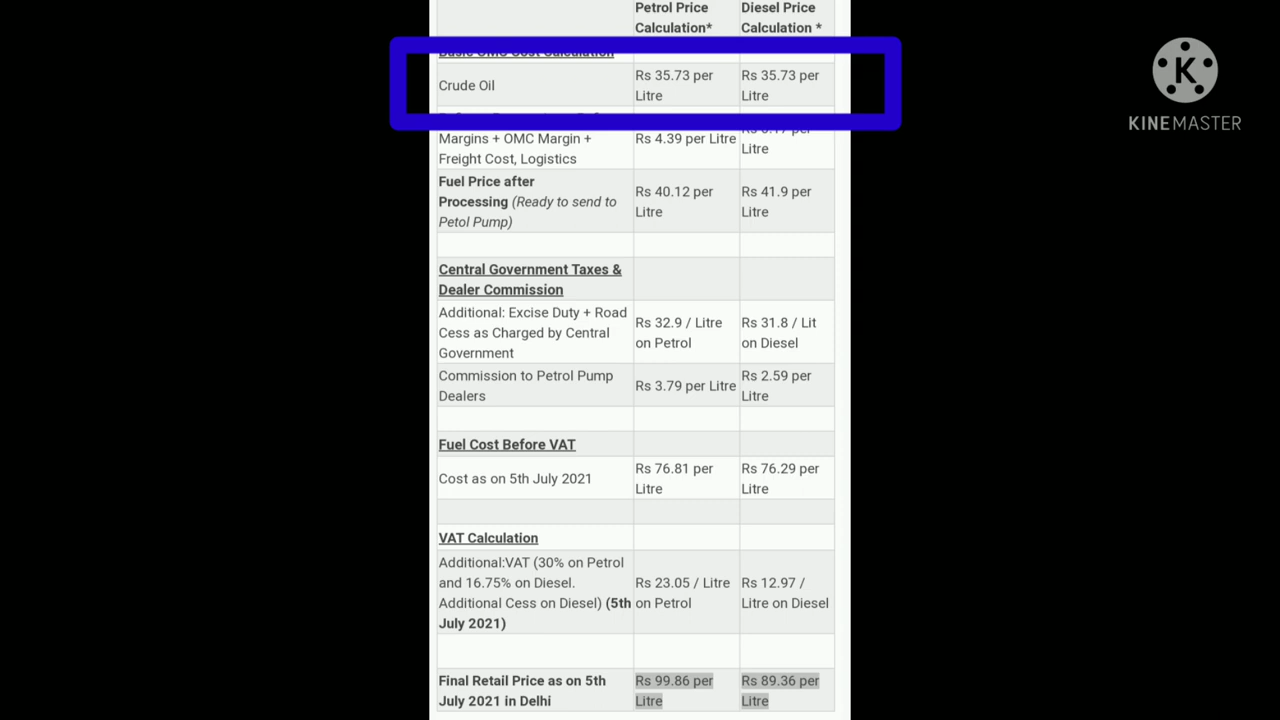 Petrol Price Diesel Price
Calculation* Calculation *
Basic OMC Cost Calculation
Crude Oil Rs 35.73 per Litre Rs 35.73 per Litre
Margins + OMC Margin + Freight Cost, Logistics Rs 4.39 per Litre per Litre
Fuel Price after Processing (Ready to send to Petol Pump) Rs 40.12 per Litre Rs 41.9 per Litre
Central Government Taxes & Dealer Commission
Additional: Excise Duty + Road Cess as Charged by Central Government Rs 32.9 / Litre on Petrol Rs 31.8 / Lit on Diesel
Commission to Petrol Pump Dealers Rs 3.79 per Litre Rs 2.59 per Litre
Fuel Cost Before VAT
Cost as on 5th July 2021 Rs 76.81 per Litre Rs 76.29 per Litre
VAT Calculation
Additional:VAT (30% on Petrol and 16.75% on Diesel. Additional Cess on Diesel) (5th July 2021) Rs 23.05 / Litre on Petrol Rs 12.97 / Litre on Diesel
Final Retail Price as on 5th July 2021 in Delhi Rs 99.86 per Litre Rs 89.36 per Litre
K
KINEMASTER